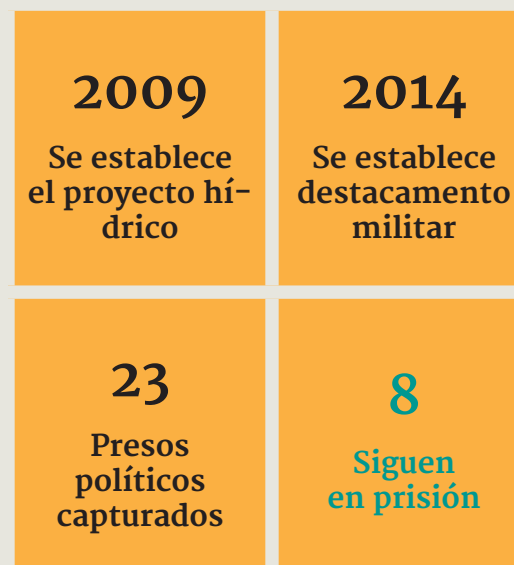 2009
Se establece
el proyecto hí-
drico
2014
Se establece
destacamento
militar
23
Presos
políticos
capturados
8
Siguen
en prisión